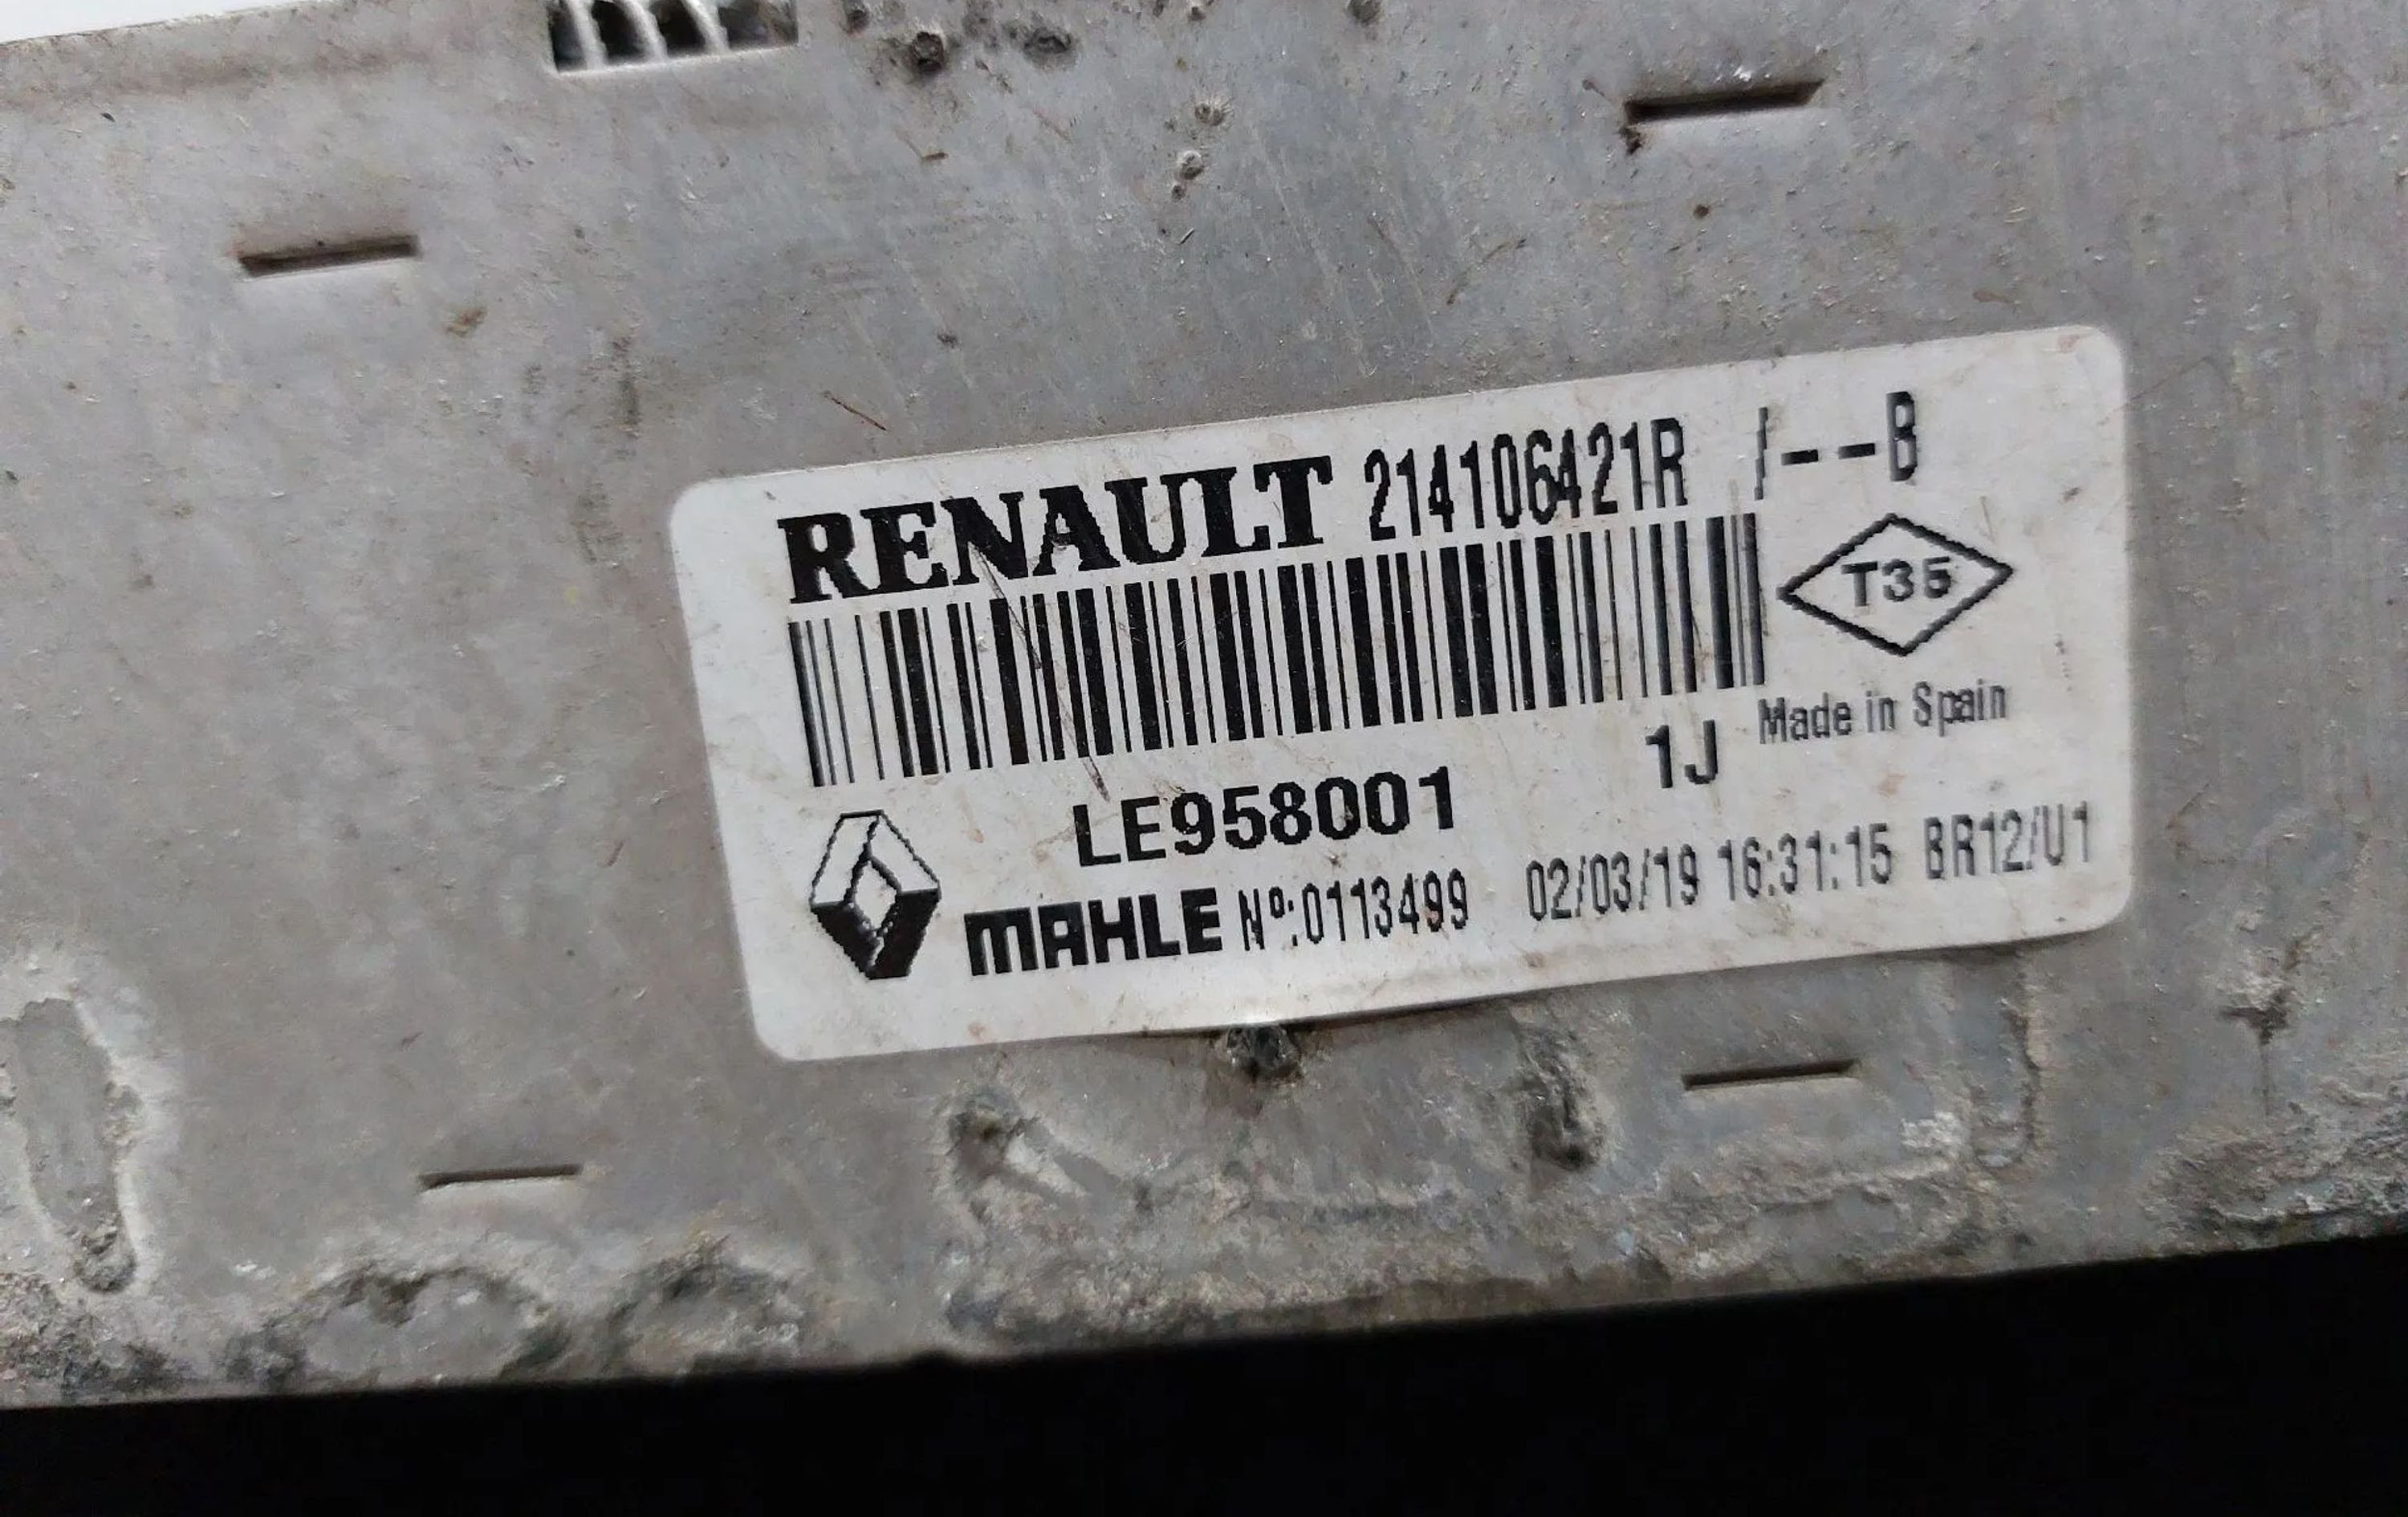 RENAULT 214106421R /--B
T35
1J Made in Spain
LE958001
MAHLE Nº:0113499 02/03/19 16:31:15 BR12/U1